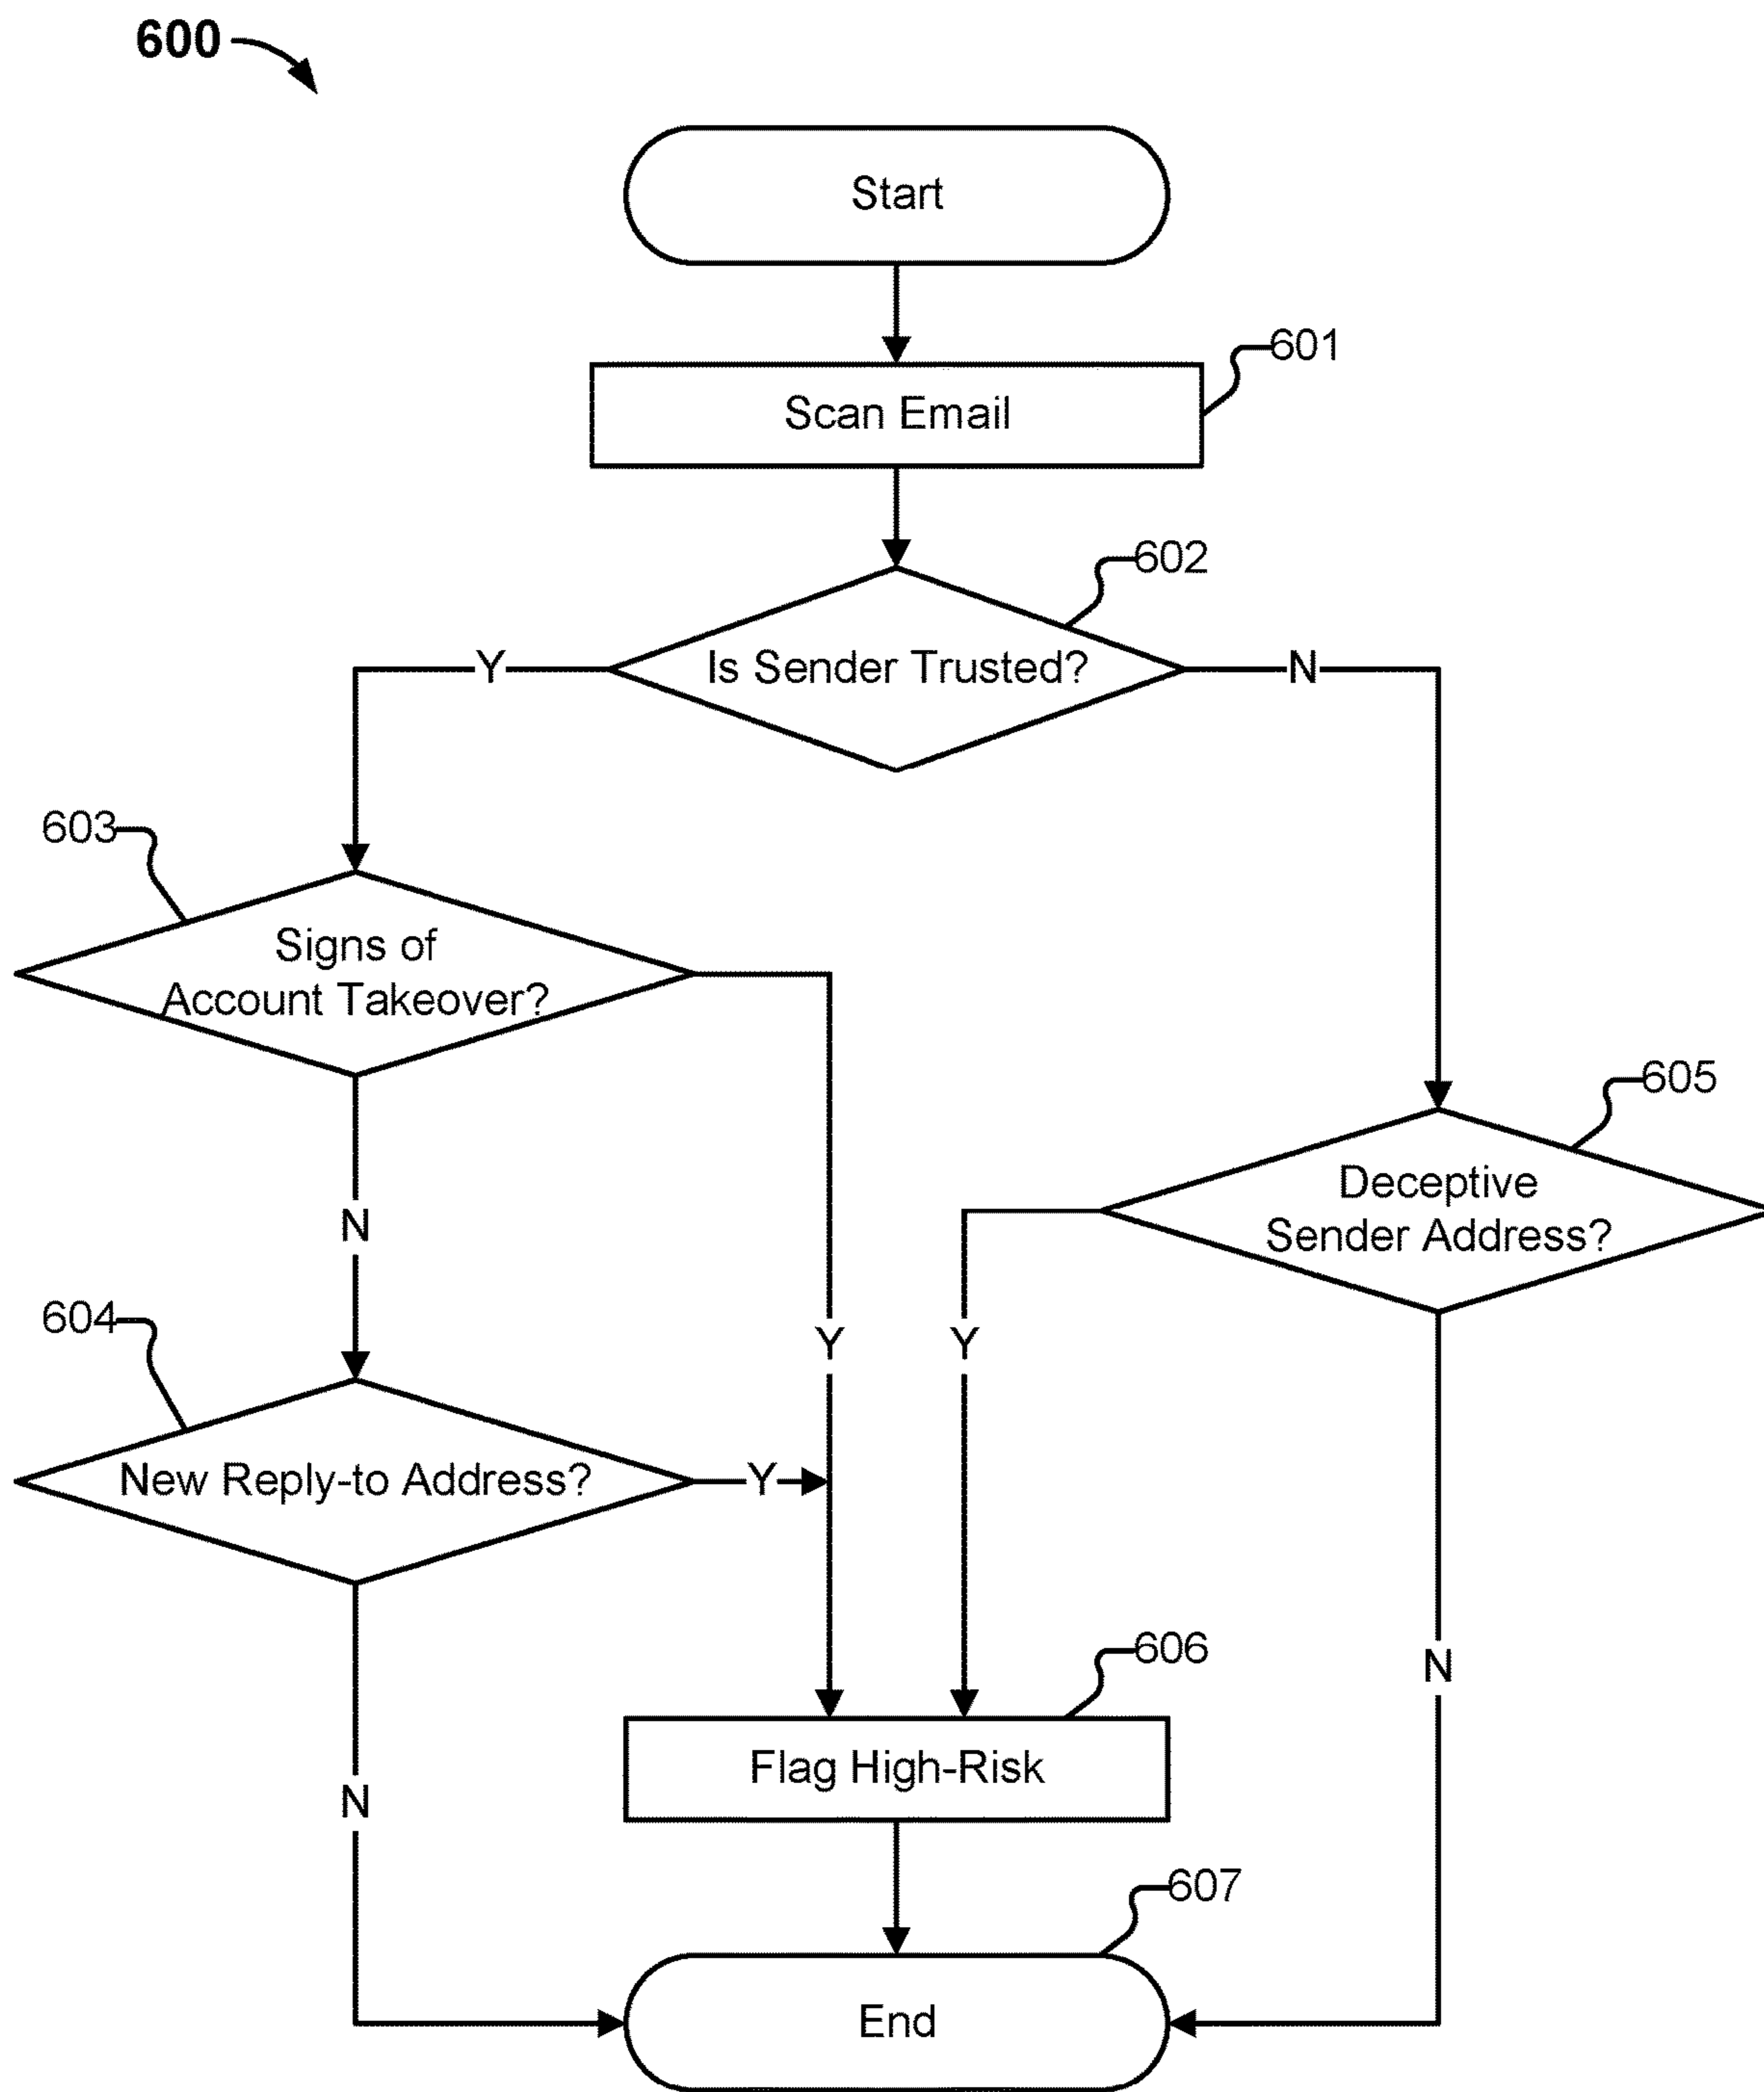 600
Start
601
Scan Email
602
Y
Is Sender Trusted?
N
603
Signs of
Account Takeover?
605
Deceptive
Sender Address?
N
604
Y
Y
New Reply-to Address?
Y
606
N
Flag High-Risk
N
607
End